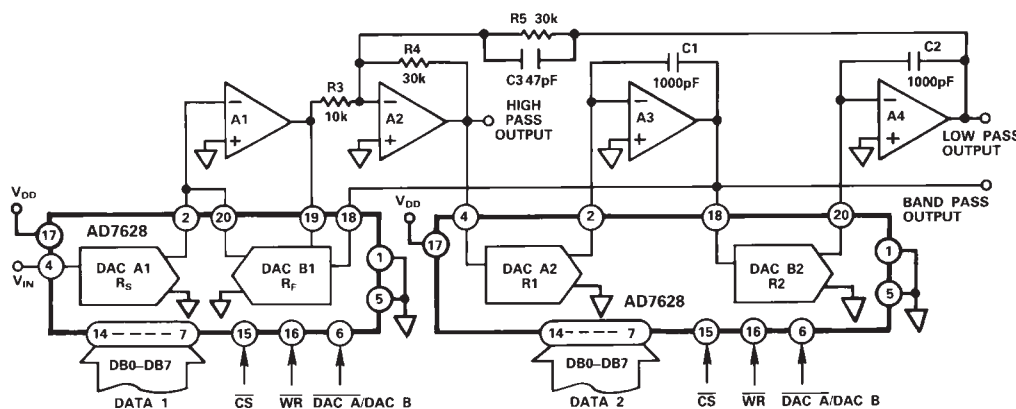 R5 30k
C3 47pF
R4
30k
C1
1000pF
C2
1000pF
R3
10k
A1
A2
A3
A4
HIGH
PASS
OUTPUT
LOW PASS
OUTPUT
BAND PASS
OUTPUT
VDD
17
4
VIN
2
20
19
18
AD7628
DAC A1
RS
DAC B1
RF
1
5
14 ----- 7
15
16
6
DB0–DB7
DATA 1
CS
WR
DAC A/DAC B
VDD
17
4
2
18
20
DAC A2
R1
DAC B2
R2
AD7628
1
5
14 ----- 7
15
16
6
DB0–DB7
DATA 2
CS
WR
DAC A/DAC B